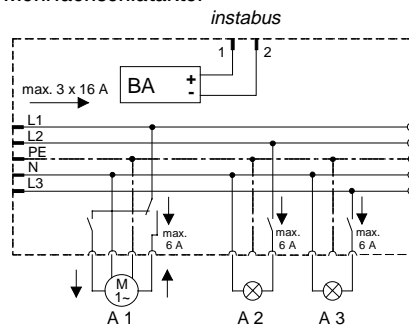 instabus
1 2
BA + -
max. 3 x 16 A
L1
L2
PE
N
L3
max. 6 A
max. 6 A
max. 6 A
M
1~
A 1 A 2 A 3